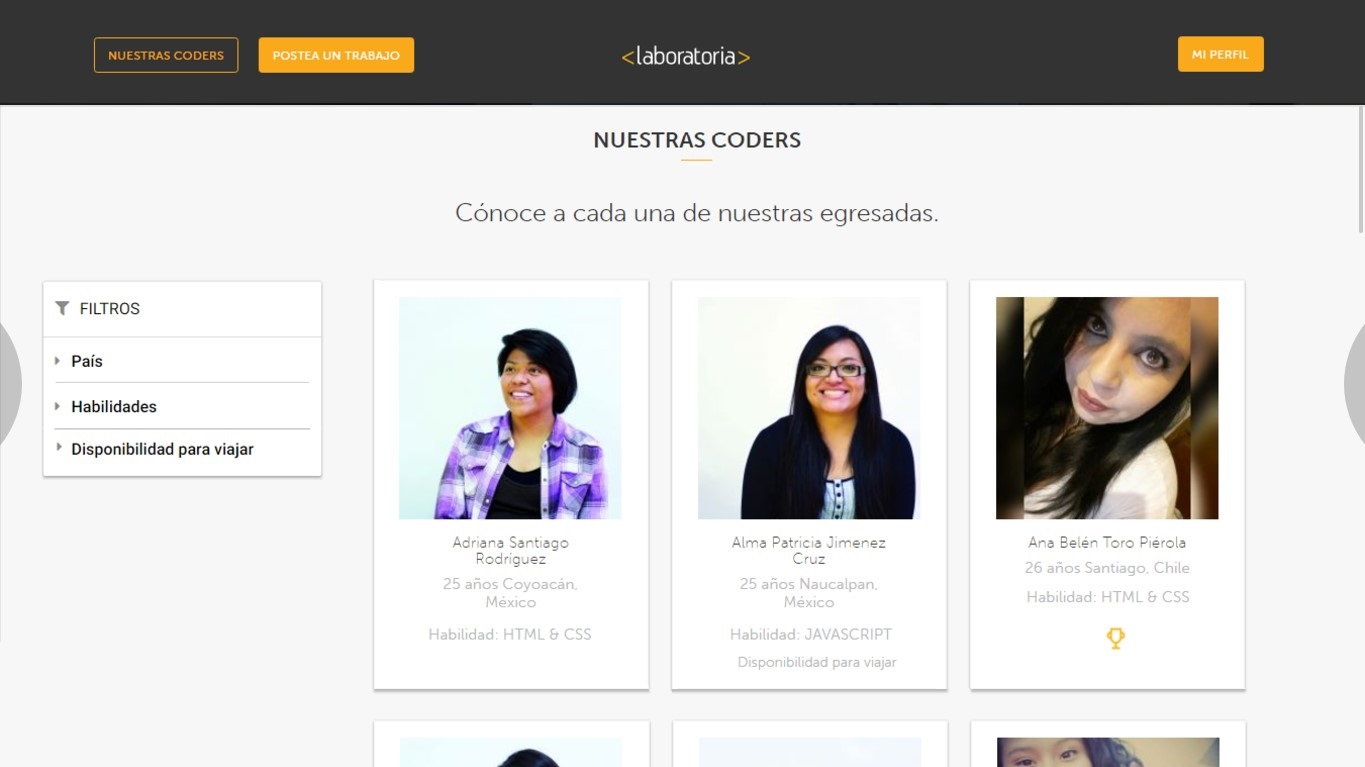 NUESTRAS CODERS
POSTEA UN TRABAJO
<laboratoria>
MI PERFIL
NUESTRAS CODERS
Cónoce a cada una de nuestras egresadas.
FILTROS
País
Habilidades
Disponibilidad para viajar
Adriana Santiago
Rodríguez
25 años Coyoacán,
México
Habilidad: HTML & CSS
Alma Patricia Jimenez
Cruz
25 años Naucalpan,
México
Habilidad: JAVASCRIPT
Disponibilidad para viajar
Ana Belén Toro Piérola
26 años Santiago, Chile
Habilidad: HTML & CSS